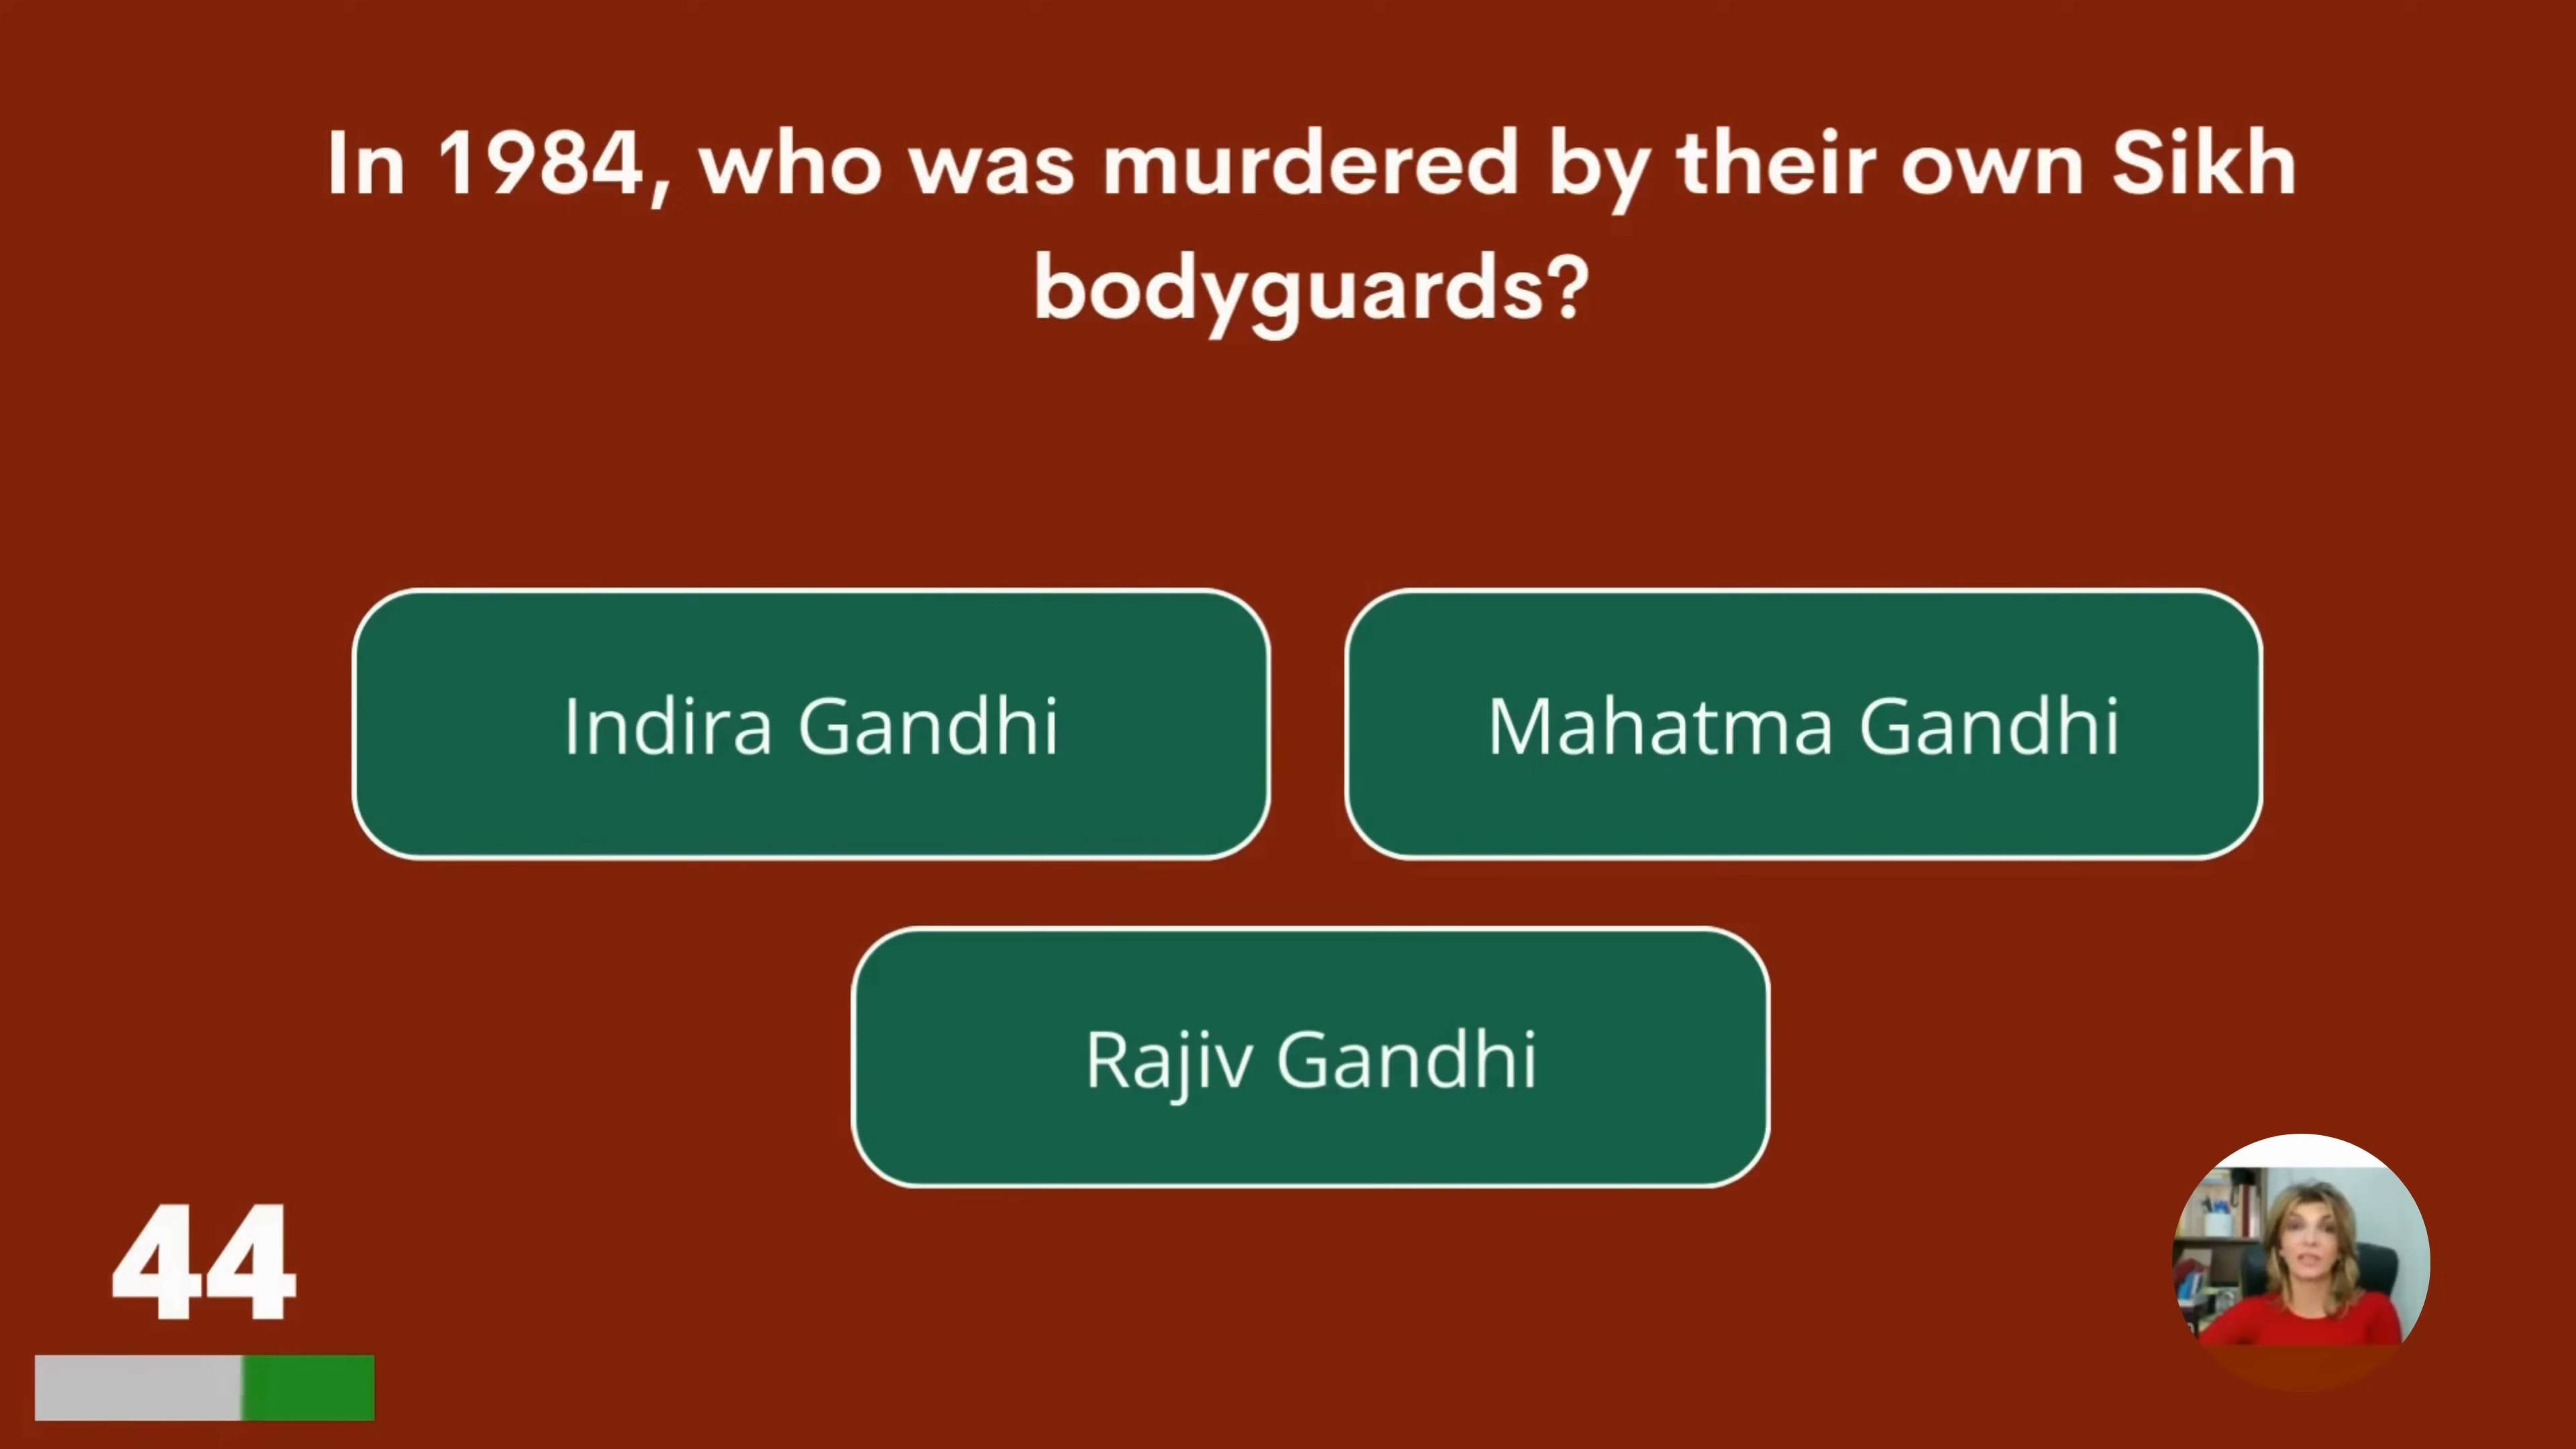 In 1984, who was murdered by their own Sikh
bodyguards?
Indira Gandhi
Mahatma Gandhi
Rajiv Gandhi
44